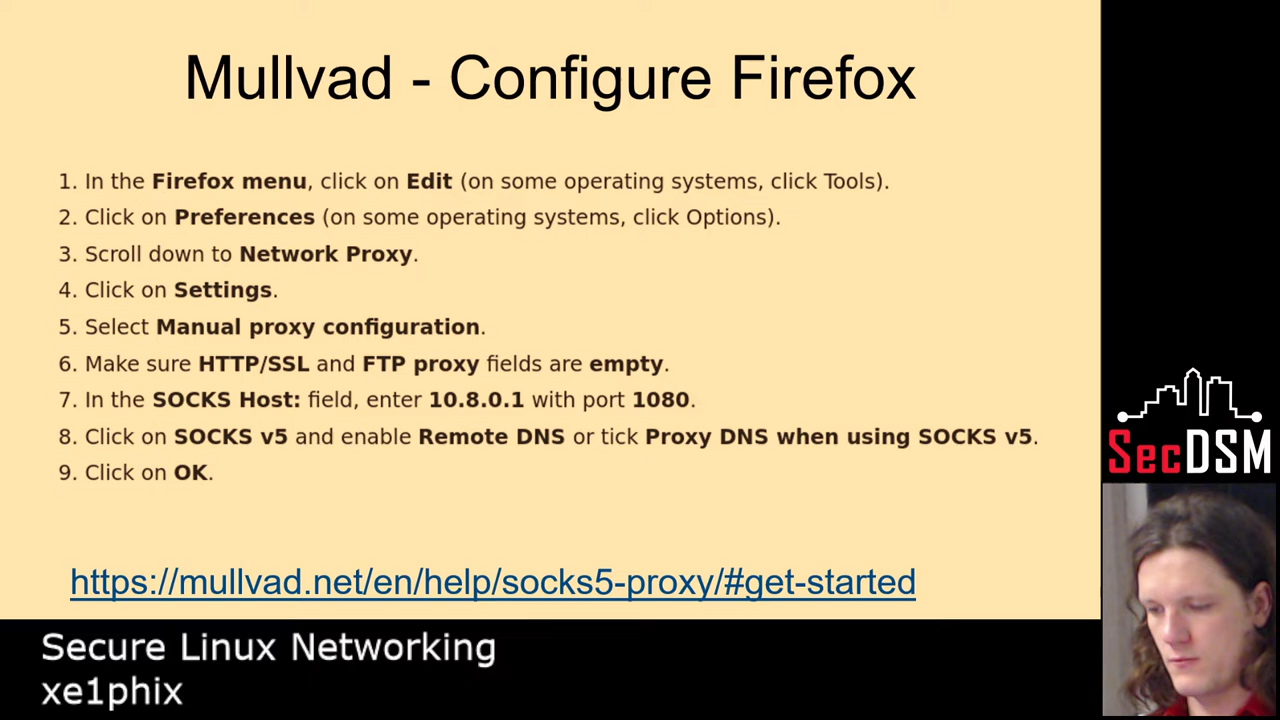 Mullvad - Configure Firefox
1. In the Firefox menu, click on Edit (on some operating systems, click Tools).
2. Click on Preferences (on some operating systems, click Options).
3. Scroll down to Network Proxy.
4. Click on Settings.
5. Select Manual proxy configuration.
6. Make sure HTTP/SSL and FTP proxy fields are empty.
7. In the SOCKS Host: field, enter 10.8.0.1 with port 1080.
8. Click on SOCKS v5 and enable Remote DNS or tick Proxy DNS when using SOCKS v5.
9. Click on OK.
https://mullvad.net/en/help/socks5-proxy/#get-started
SecDSM
Secure Linux Networking
xe1phix